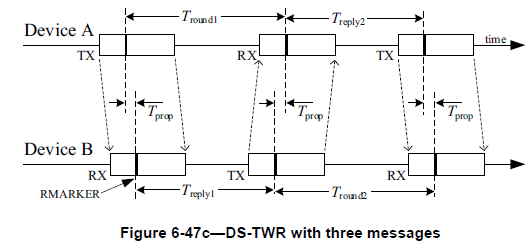 Device A
Tround1
Treply2
time
TX
RX
TX
Tprop
Tprop
Tprop
Device B
RX
TX
RX
RMARKER
Treply1
Tround2
Figure 6-47c—DS-TWR with three messages